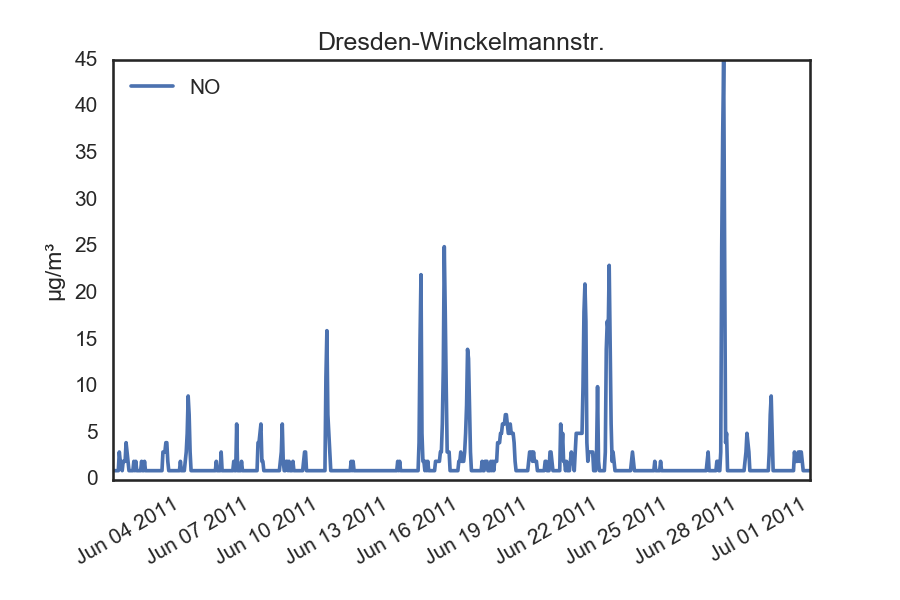 Dresden-Winckelmannstr.
NO
µg/m³
45
40
35
30
25
20
15
10
5
0
Jun 04 2011
Jun 07 2011
Jun 10 2011
Jun 13 2011
Jun 16 2011
Jun 19 2011
Jun 22 2011
Jun 25 2011
Jun 28 2011
Jul 01 2011